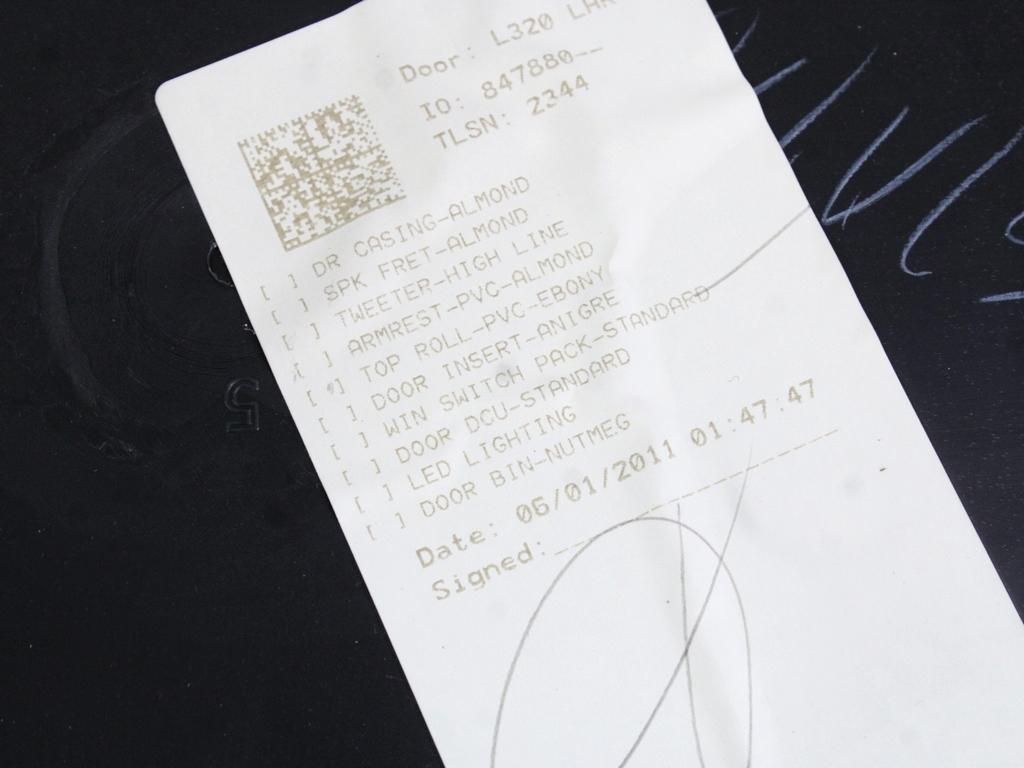 Door: L320 LHR
IO: 847880--
TLSN: 2344
[ ] DR CASING-ALMOND
[ ] SPK FRET-ALMOND
[ ] TWEETER-HIGH LINE
[ ] ARMREST-PVC-ALMOND
[ ] TOP ROLL-PVC-EBONY
[ ] DOOR INSERT-ANIGRE
[ ] WIN SWITCH PACK-STANDARD
[ ] DOOR DCU-STANDARD
[ ] LED LIGHTING
[ ] DOOR BIN-NUTMEG
Date: 06/01/2011 01:47:47
Signed:
5